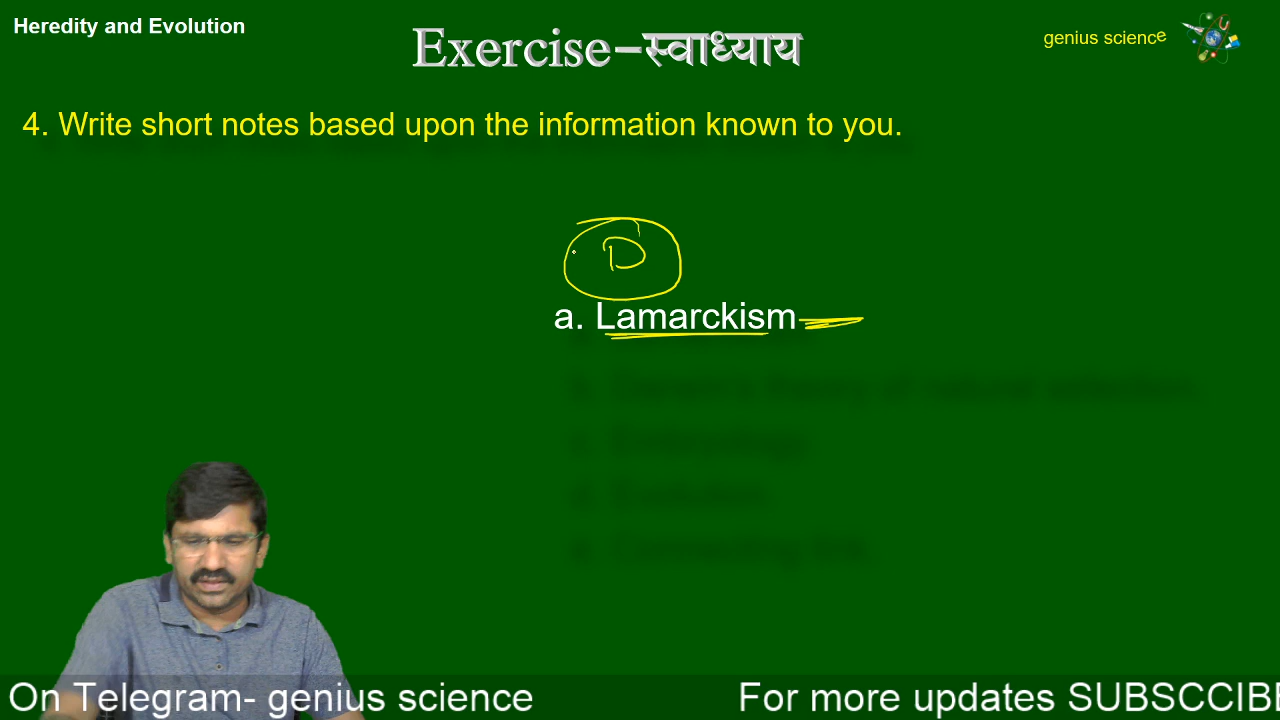 Heredity and Evolution
Exercise-स्वाध्याय
genius science
4. Write short notes based upon the information known to you.
D
a. Lamarckism
On Telegram- genius science
For more updates SUBSCCIBE